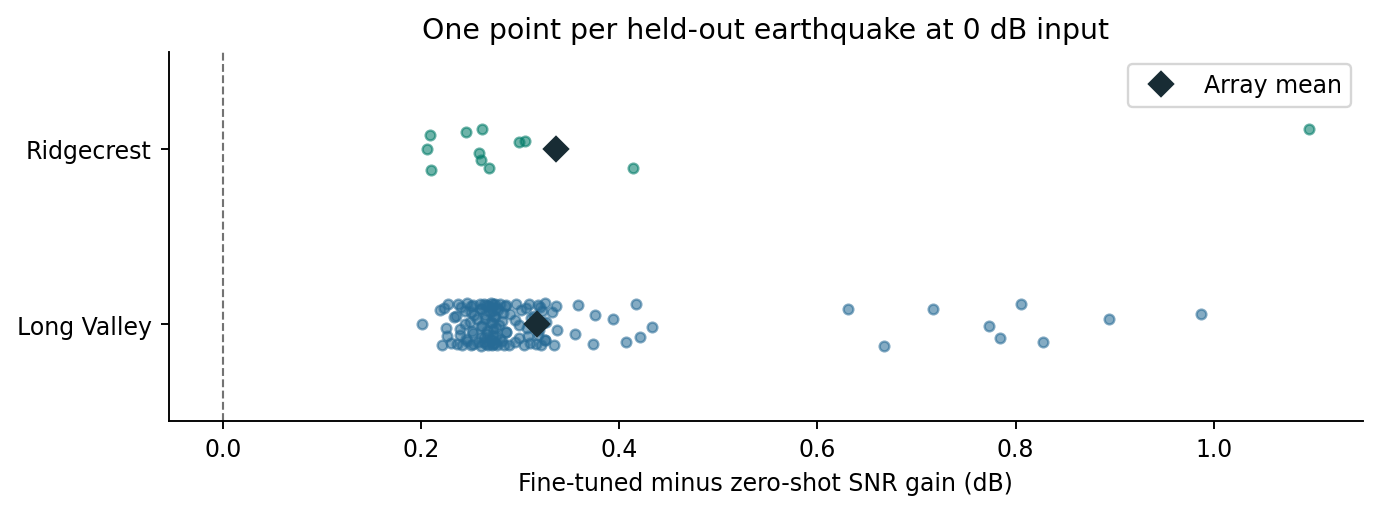 One point per held-out earthquake at 0 dB input
Array mean
Ridgecrest
Long Valley
0.0 0.2 0.4 0.6 0.8 1.0
Fine-tuned minus zero-shot SNR gain (dB)